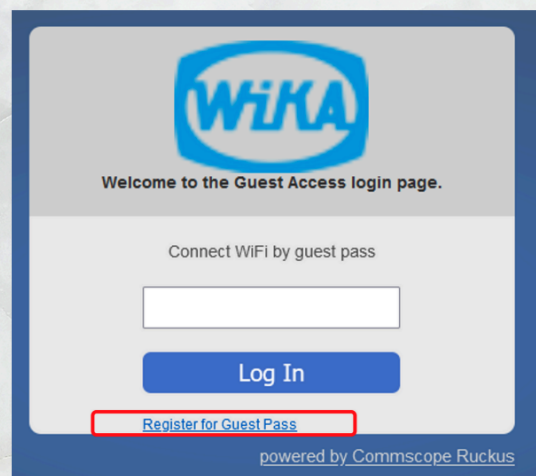 WiKA
Welcome to the Guest Access login page.
Connect WiFi by guest pass
Log In
Register for Guest Pass
powered by Commscope Ruckus